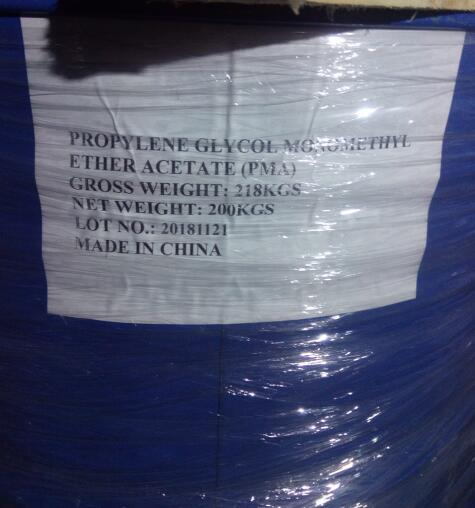 PROPYLENE GLYCOL MONOMETHYL
ETHER ACETATE (PMA)
GROSS WEIGHT: 218KGS
NET WEIGHT: 200KGS
LOT NO.: 20181121
MADE IN CHINA